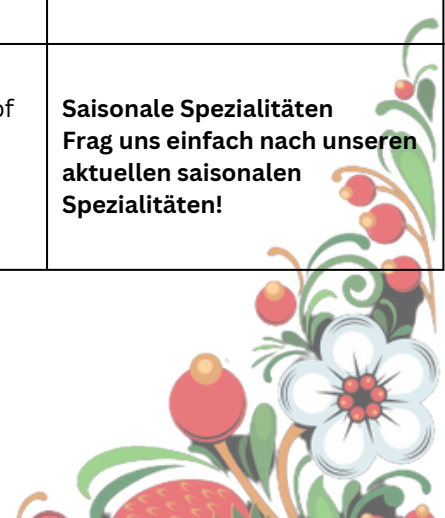 Saisonale Spezialitäten
Frag uns einfach nach unseren
aktuellen saisonalen
Spezialitäten!